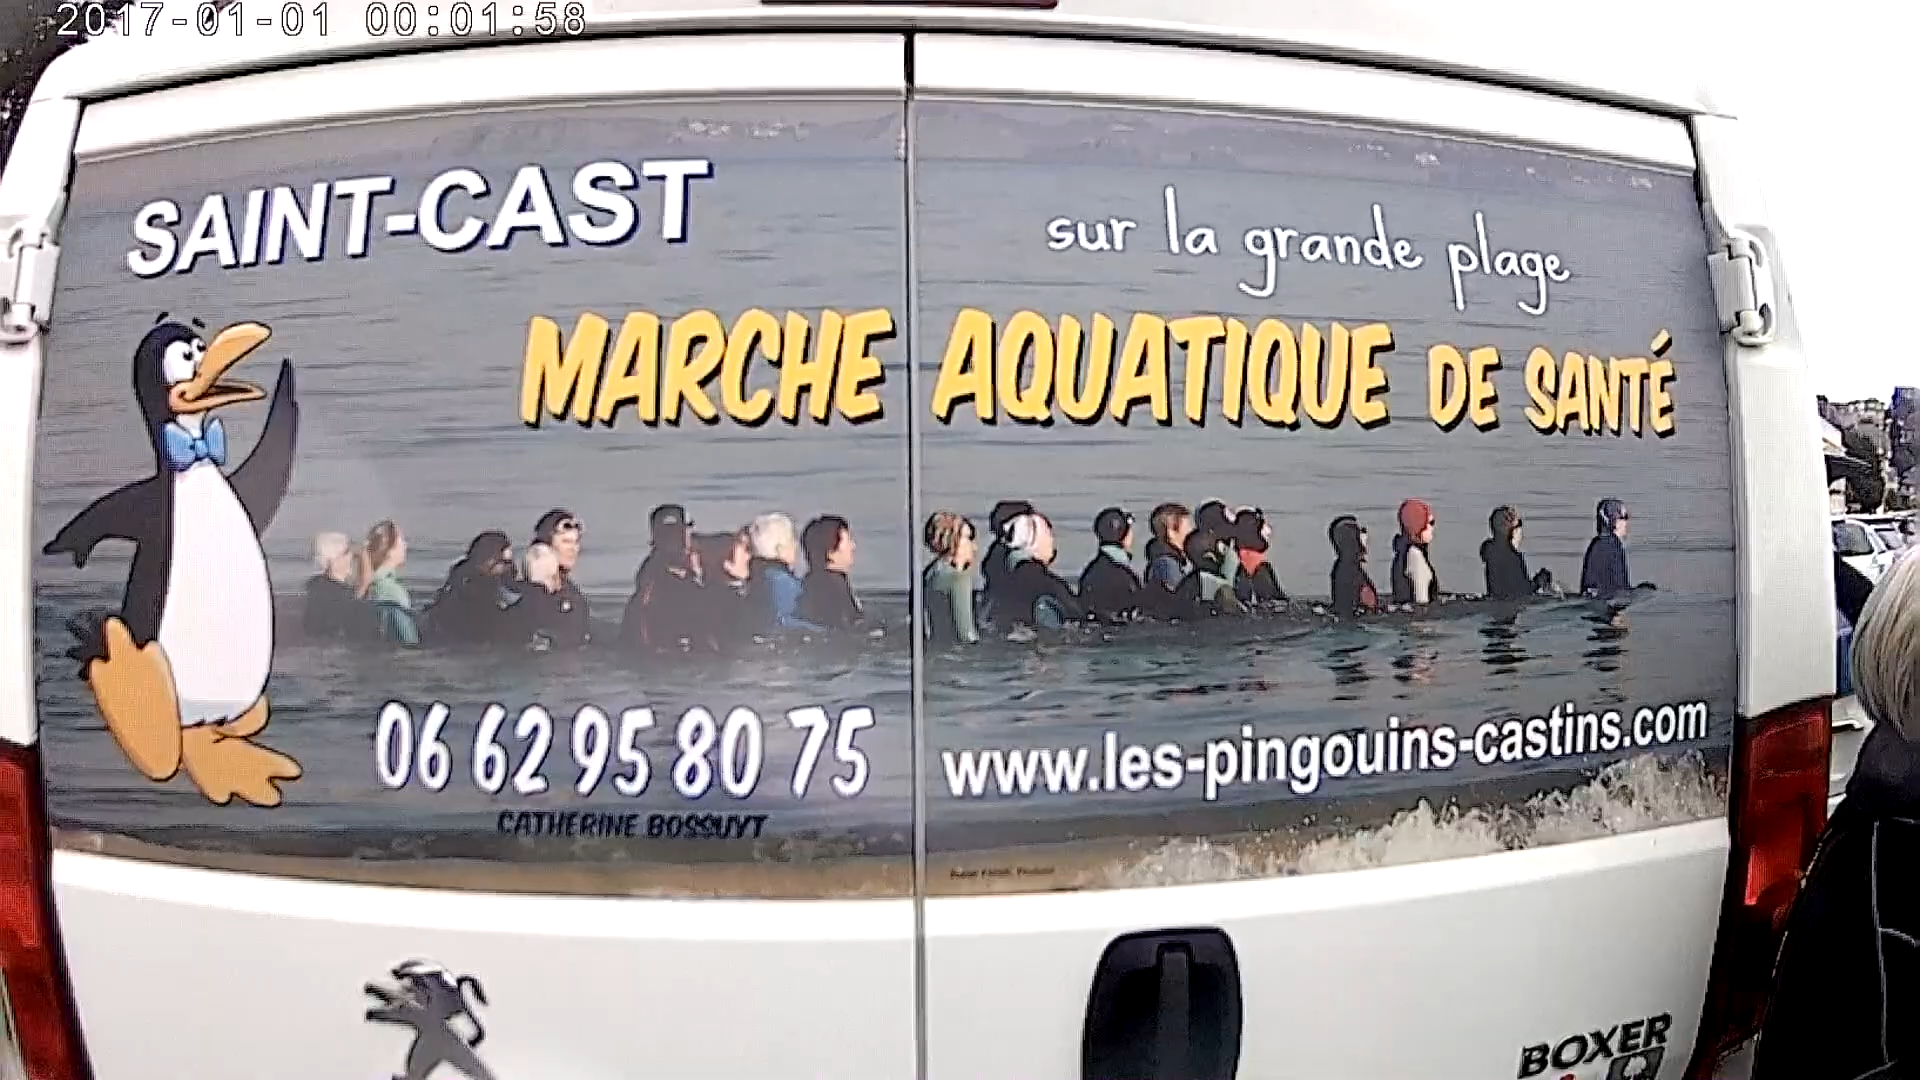 2017-01-01 00:01:58
SAINT-CAST
sur la grande plage
MARCHE AQUATIQUE DE SANTÉ
06 62 95 80 75
www.les-pingouins-castins.com
CATHERINE BOSSUYT
BOXER